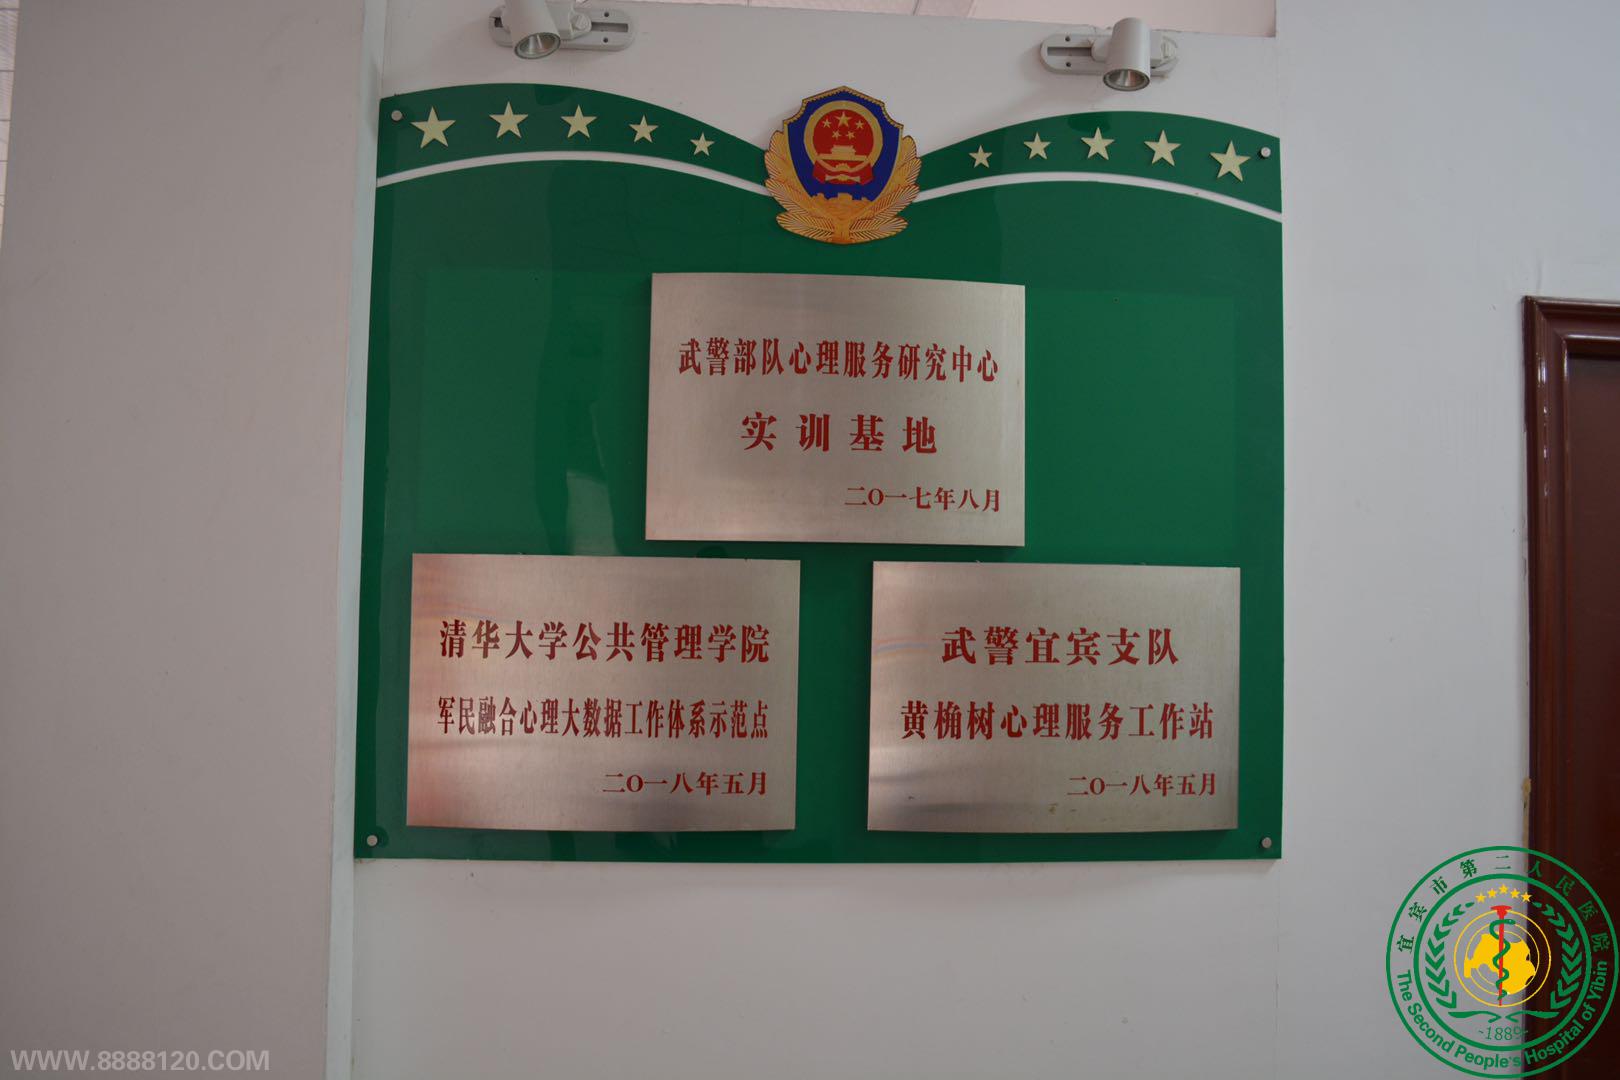 武警部队心理服务研究中心
实训基地
二〇一七年八月
清华大学公共管理学院
军民融合心理大数据工作体系示范点
二〇一八年五月
武警宜宾支队
黄桷树心理服务工作站
二〇一八年五月
宜宾市第二人民医院
-1889-
The Second People's Hospital of Yibin
WWW.8888120.COM